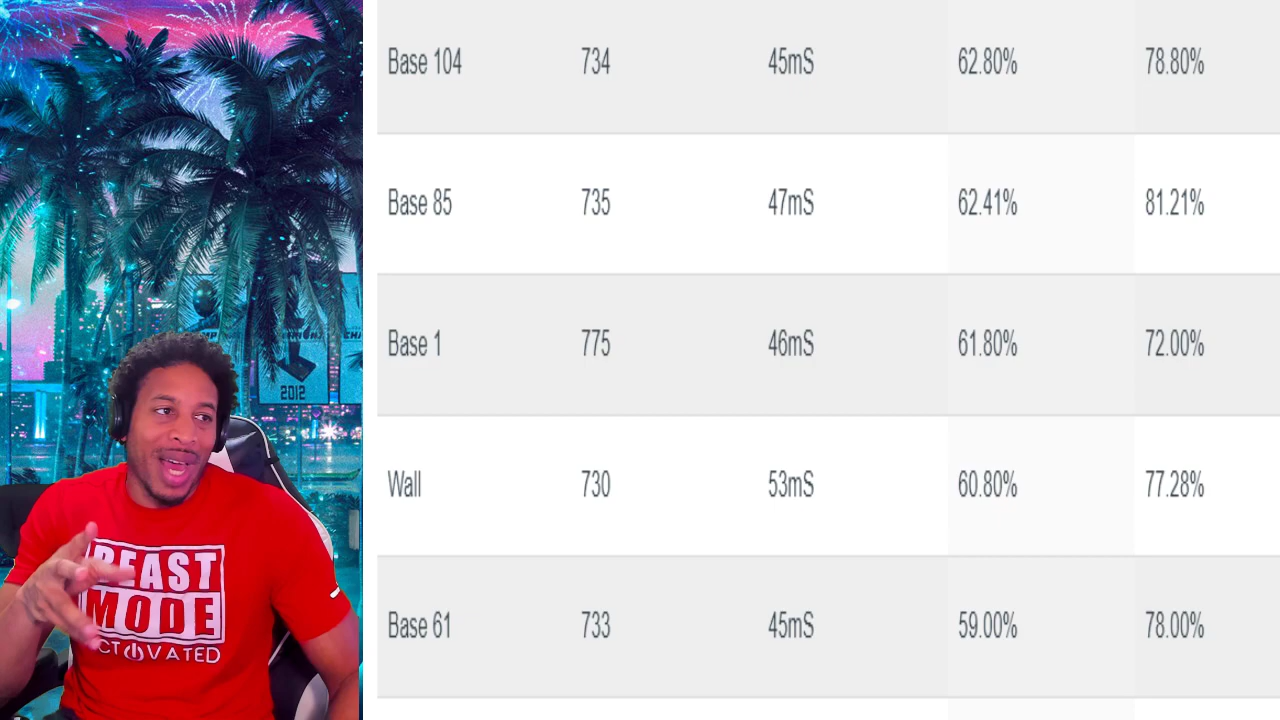 Base 104 734 45mS 62.80% 78.80%
Base 85 735 47mS 62.41% 81.21%
Base 1 775 46mS 61.80% 72.00%
Wall 730 53mS 60.80% 77.28%
Base 61 733 45mS 59.00% 78.00%
2012
BEAST
MODE